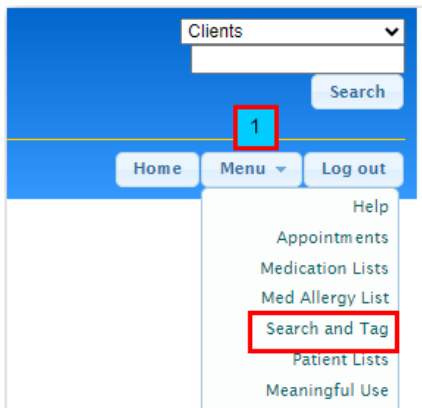 Clients
Search
1
Home Menu Log out
Help
Appointments
Medication Lists
Med Allergy List
Search and Tag
Patient Lists
Meaningful Use